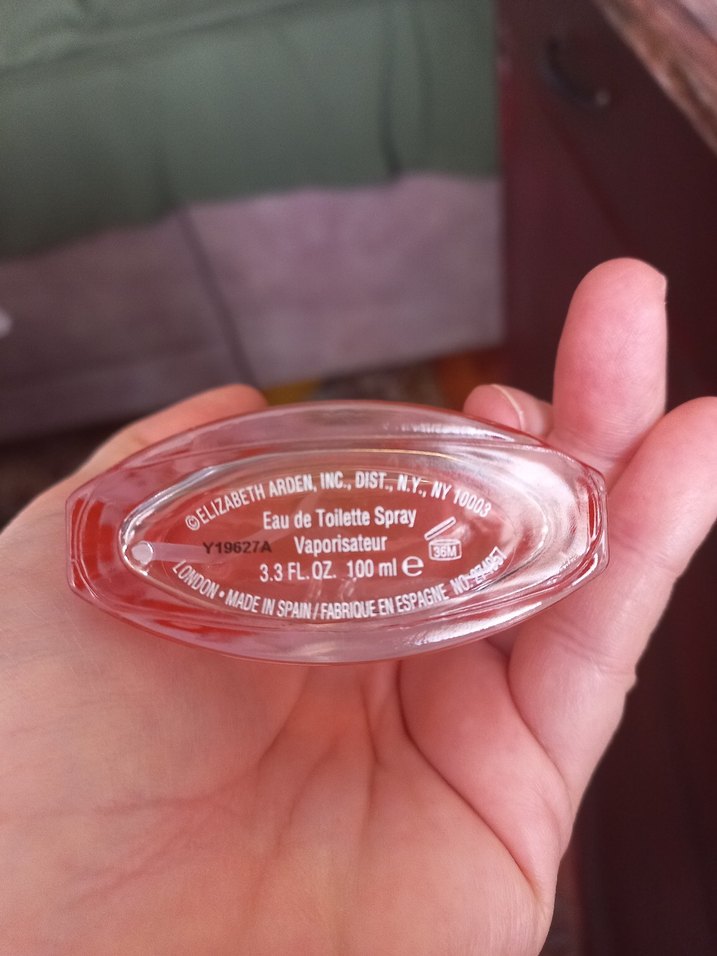 ©ELIZABETH ARDEN, INC., DIST., N.Y., NY 10003
Eau de Toilette Spray
Y19627A
Vaporisateur
36M
3.3 FL.OZ. 100 ml e
LONDON • MADE IN SPAIN / FABRIQUE EN ESPAGNE NO.